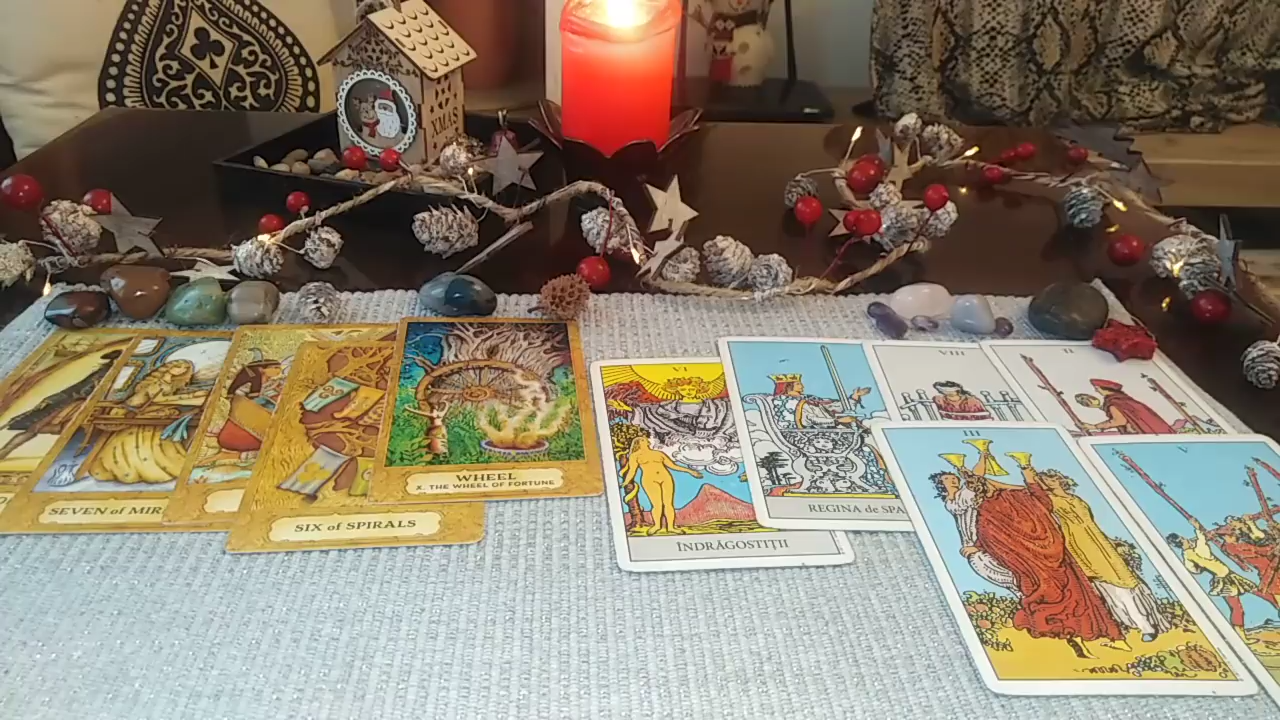 XMAS
SEVEN of MIR
SIX of SPIRALS
WHEEL
X. THE WHEEL OF FORTUNE
VI
ÎNDRĂGOSTIȚII
REGINA de SPA
VIII
II
III
V